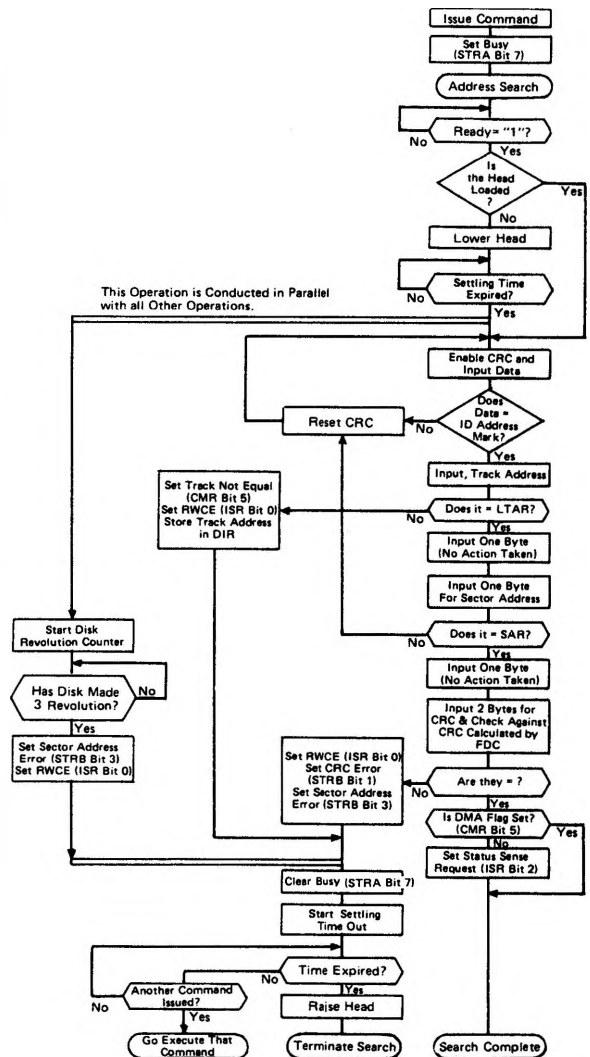 Issue Command
Set Busy
(STRA Bit 7)
Address Search
Ready= "1"?
No
Yes
Is
the Head
Loaded
?
Yes
No
Lower Head
Settling Time
Expired?
No
Yes
This Operation is Conducted in Parallel
with all Other Operations.
Enable CRC and
Input Data
Does
Data =
ID Address
Mark?
No
Reset CRC
Yes
Input, Track Address
Does it = LTAR?
No
Set Track Not Equal
(CMR Bit 5)
Set RWCE (ISR Bit 0)
Store Track Address
in DIR
Yes
Input One Byte
(No Action Taken)
Input One Byte
For Sector Address
Does it = SAR?
No
Yes
Input One Byte
(No Action Taken)
Input 2 Bytes for
CRC & Check Against
CRC Calculated by
FDC
Start Disk
Revolution Counter
Has Disk Made
3 Revolution?
No
Yes
Set Sector Address
Error (STRB Bit 3)
Set RWCE (ISR Bit 0)
Set RWCE (ISR Bit 0)
Set CRC Error
(STRB Bit 1)
Set Sector Address
Error (STRB Bit 3)
Are they = ?
No
Yes
Is DMA Flag Set?
(CMR Bit 5)
Yes
No
Set Status Sense
Request (ISR Bit 2)
Clear Busy (STRA Bit 7)
Start Settling
Time Out
Time Expired?
No
Yes
Another Command
Issued?
No
Yes
Raise Head
Go Execute That
Command
Terminate Search
Search Complete